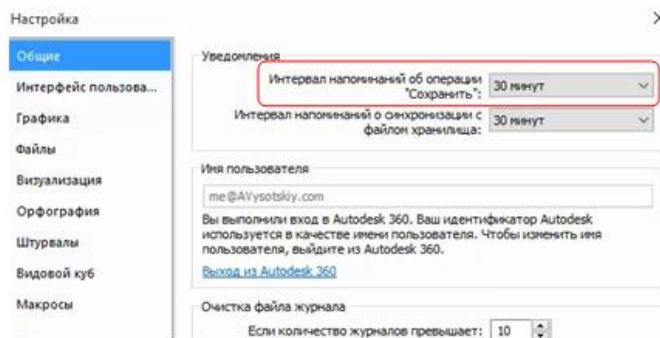 Настройка
Общие
Интерфейс пользова...
Графика
Файлы
Визуализация
Орфография
Штурвалы
Видовой куб
Макросы
Уведомления
Интервал напоминаний об операции
"Сохранить":
30 минут
Интервал напоминаний о синхронизации с
файлом хранилища:
30 минут
Имя пользователя
me@AVysotskiy.com
Вы выполнили вход в Autodesk 360. Ваш идентификатор Autodesk
используется в качестве имени пользователя. Чтобы изменить имя
пользователя, выйдите из Autodesk 360.
Выход из Autodesk 360
Очистка файла журнала
Если количество журналов превышает:
10